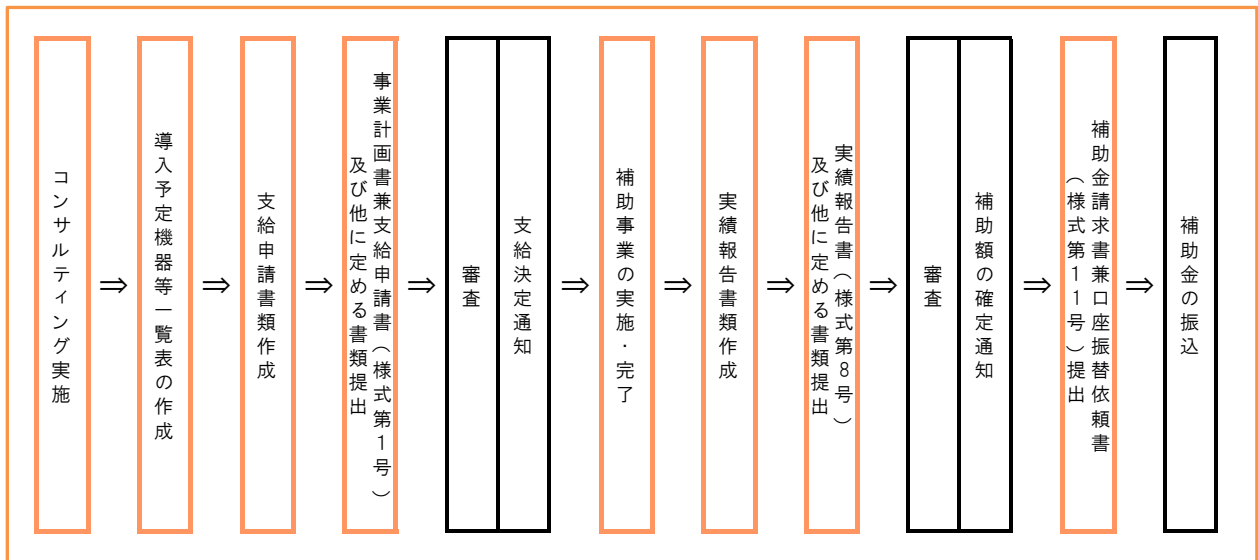 コンサルティング実施
⇒
導入予定機器等一覧表の作成
⇒
支給申請書類作成
⇒
事業計画書兼支給申請書（様式第１号）
及び他に定める書類提出
⇒
審査
支給決定通知
⇒
補助事業の実施・完了
⇒
実績報告書類作成
⇒
実績報告書（様式第８号）
及び他に定める書類提出
⇒
審査
補助額の確定通知
⇒
補助金請求書兼口座振替依頼書
（様式第１１号）提出
⇒
補助金の振込